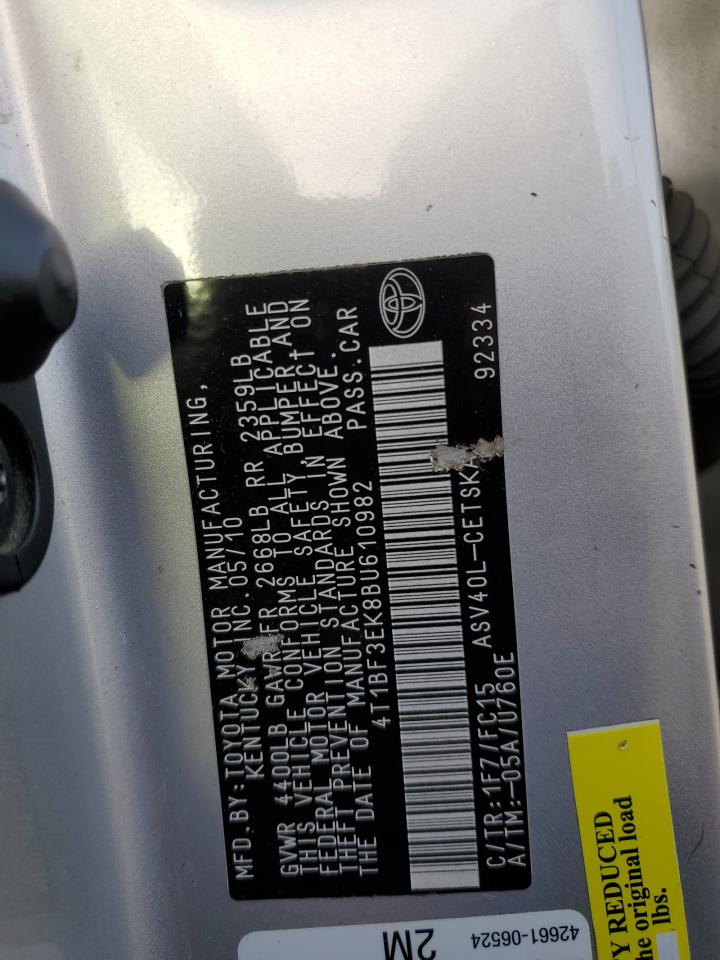 MFD.BY:TOYOTA MOTOR MANUFACTURING,
KENTUCK INC.05/10
GVWR 4400LB GAWR FR 2668LB RR 2359LB
THIS VEHICLE CONFORMS TO ALL APPLICABLE
FEDERAL MOTOR VEHICLE SAFETY, BUMPER, AND
THEFT PREVENTION STANDARDS IN EFFECT ON
THE DATE OF MANUFACTURE SHOWN ABOVE.
4T1BF3EK8BU610982 PASS.CAR
C/TR:1F7/FC15 ASV40L-CETSKA 92334
A/TM:-05A/U760E
42661-06524
2M
Y REDUCED
he original load
lbs.